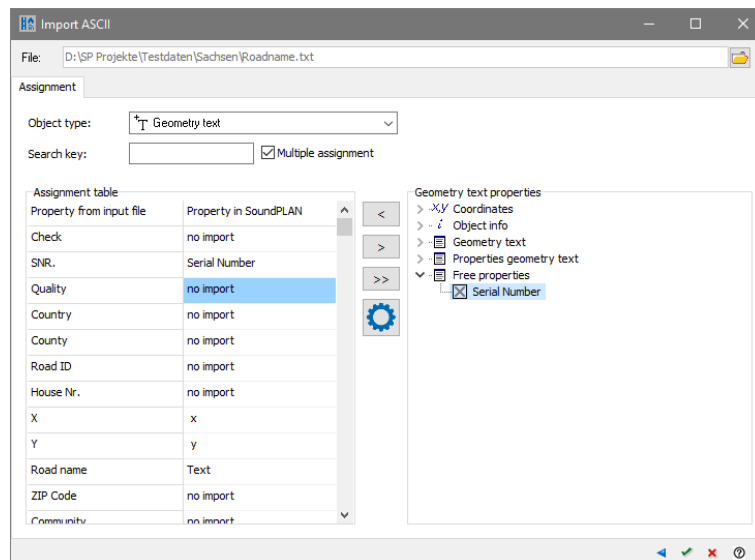 Import ASCII
File: D:\SP Projekte\Testdaten\Sachsen\Roadname.txt
Assignment
Object type: T Geometry text
Search key: Multiple assignment
Assignment table
Property from input file Property in SoundPLAN
Check no import
SNR. Serial Number
Quality no import
Country no import
County no import
Road ID no import
House Nr. no import
X x
Y y
Road name Text
ZIP Code no import
Community no import
<
>
>>
Geometry text properties
X,Y Coordinates
i Object info
Geometry text
Properties geometry text
Free properties
Serial Number